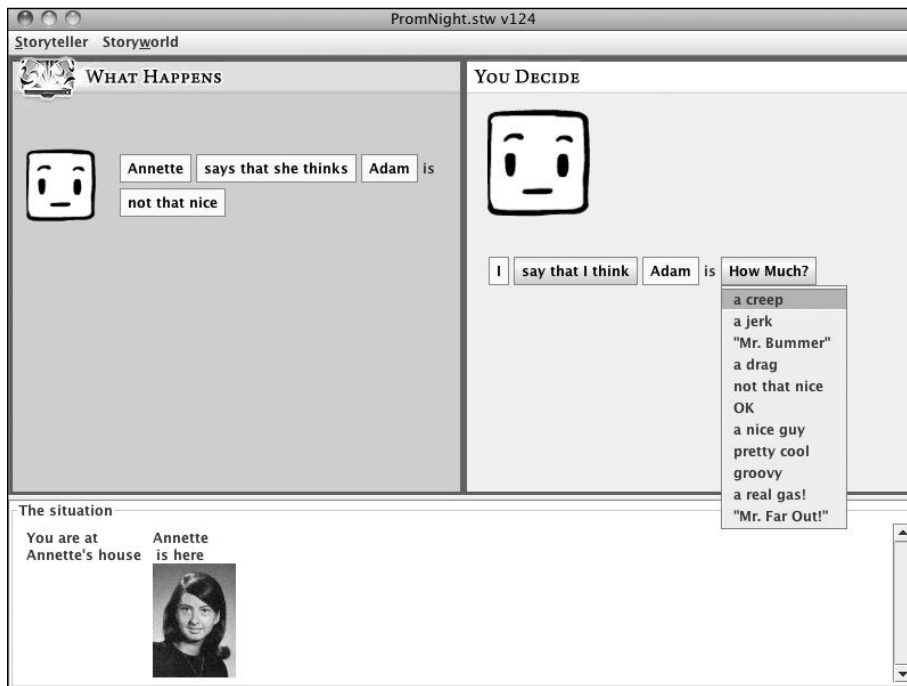 PromNight.stw v124
Storyteller Storyworld
What Happens
Annette says that she thinks Adam is
not that nice
You Decide
I say that I think Adam is How Much?
a creep
a jerk
"Mr. Bummer"
a drag
not that nice
OK
a nice guy
pretty cool
groovy
a real gas!
"Mr. Far Out!"
The situation
You are at
Annette's house
Annette
is here